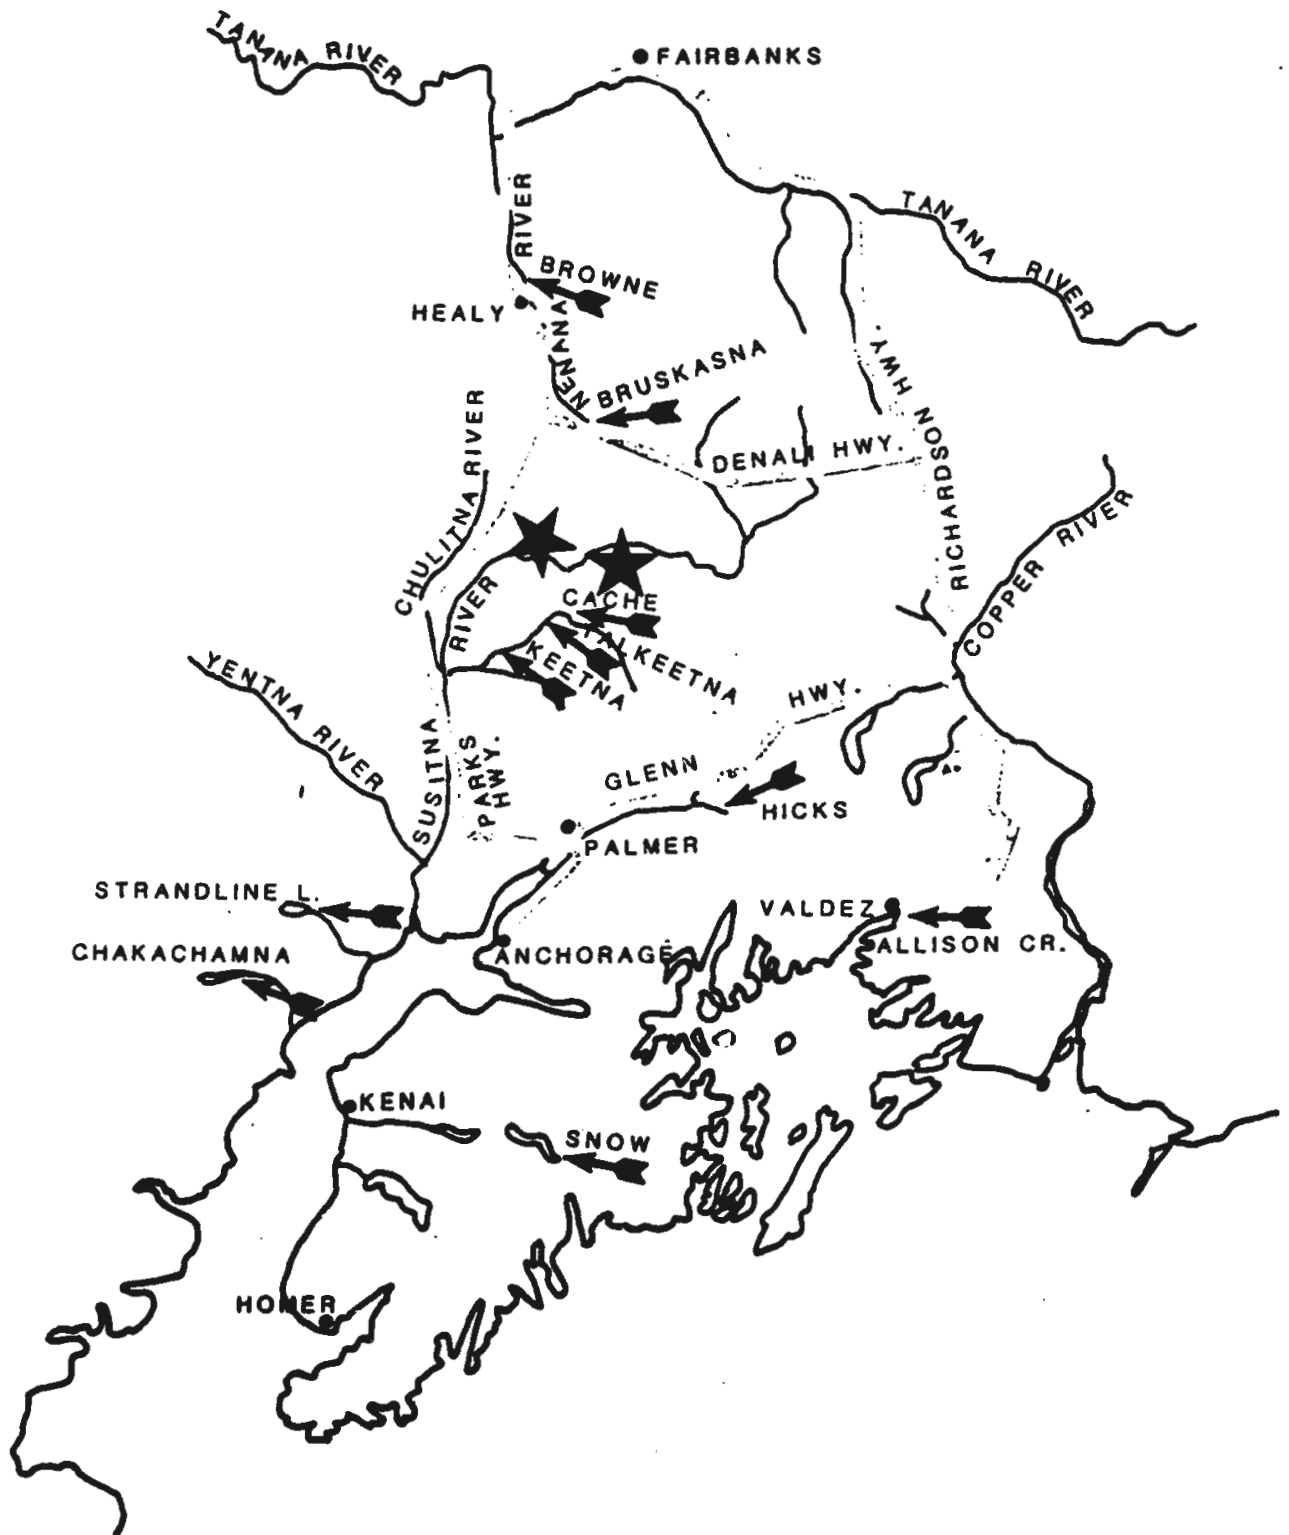 TANANA RIVER
FAIRBANKS
RIVER
TANANA RIVER
BROWNE
HEALY
NENANA
BRUSKASNA
RICHARDSON HWY.
CHULITNA RIVER
DENALI HWY.
COPPER RIVER
RIVER
CACHE
TALKEETNA
KEETNA
YENTNA RIVER
HWY.
SUSITNA
PARKS
HWY.
GLENN
HICKS
PALMER
STRANDLINE L.
VALDEZ
ALLISON CR.
CHAKACHAMNA
ANCHORAGE
KENAI
SNOW
HOMER